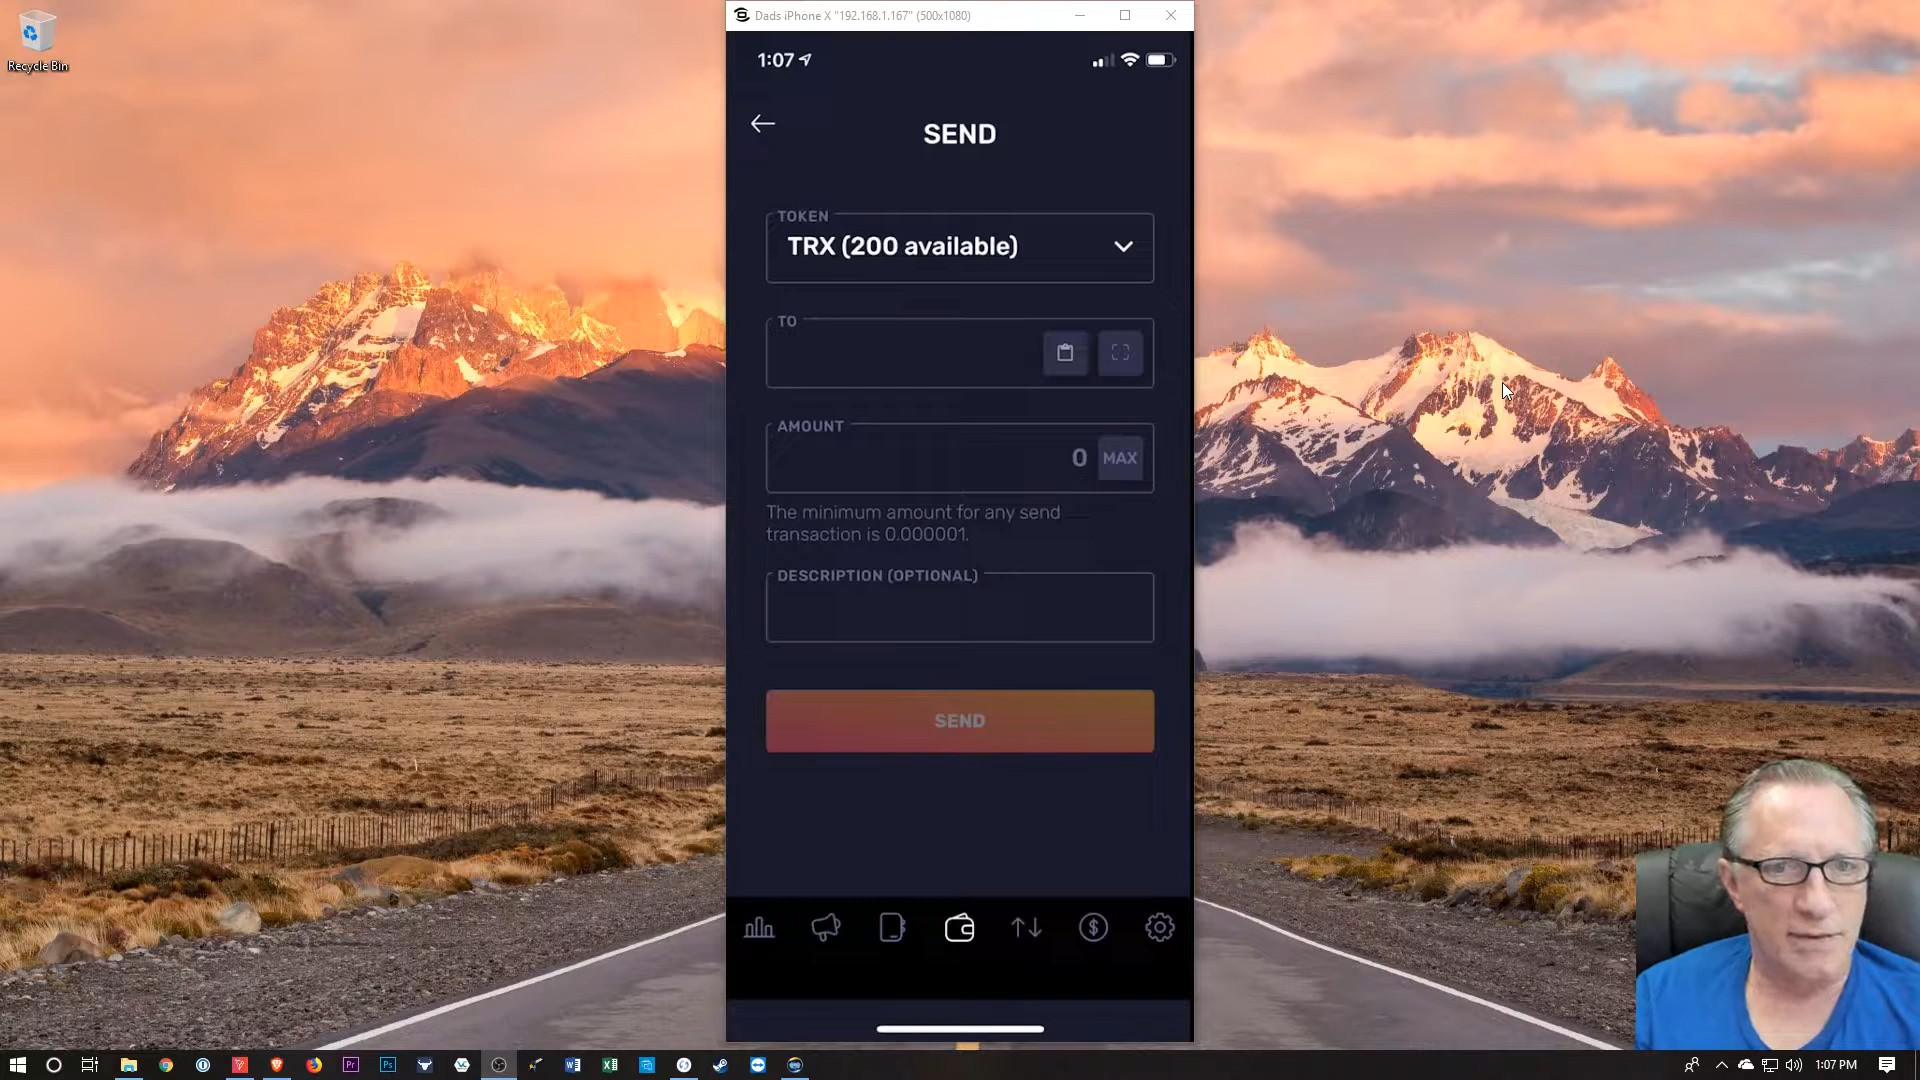 Dads iPhone X "192.168.1.167" (500x1080)
Recycle Bin
1:07
SEND
TOKEN
TRX (200 available)
TO
AMOUNT
0 MAX
The minimum amount for any send
transaction is 0.000001.
DESCRIPTION (OPTIONAL)
SEND
1:07 PM